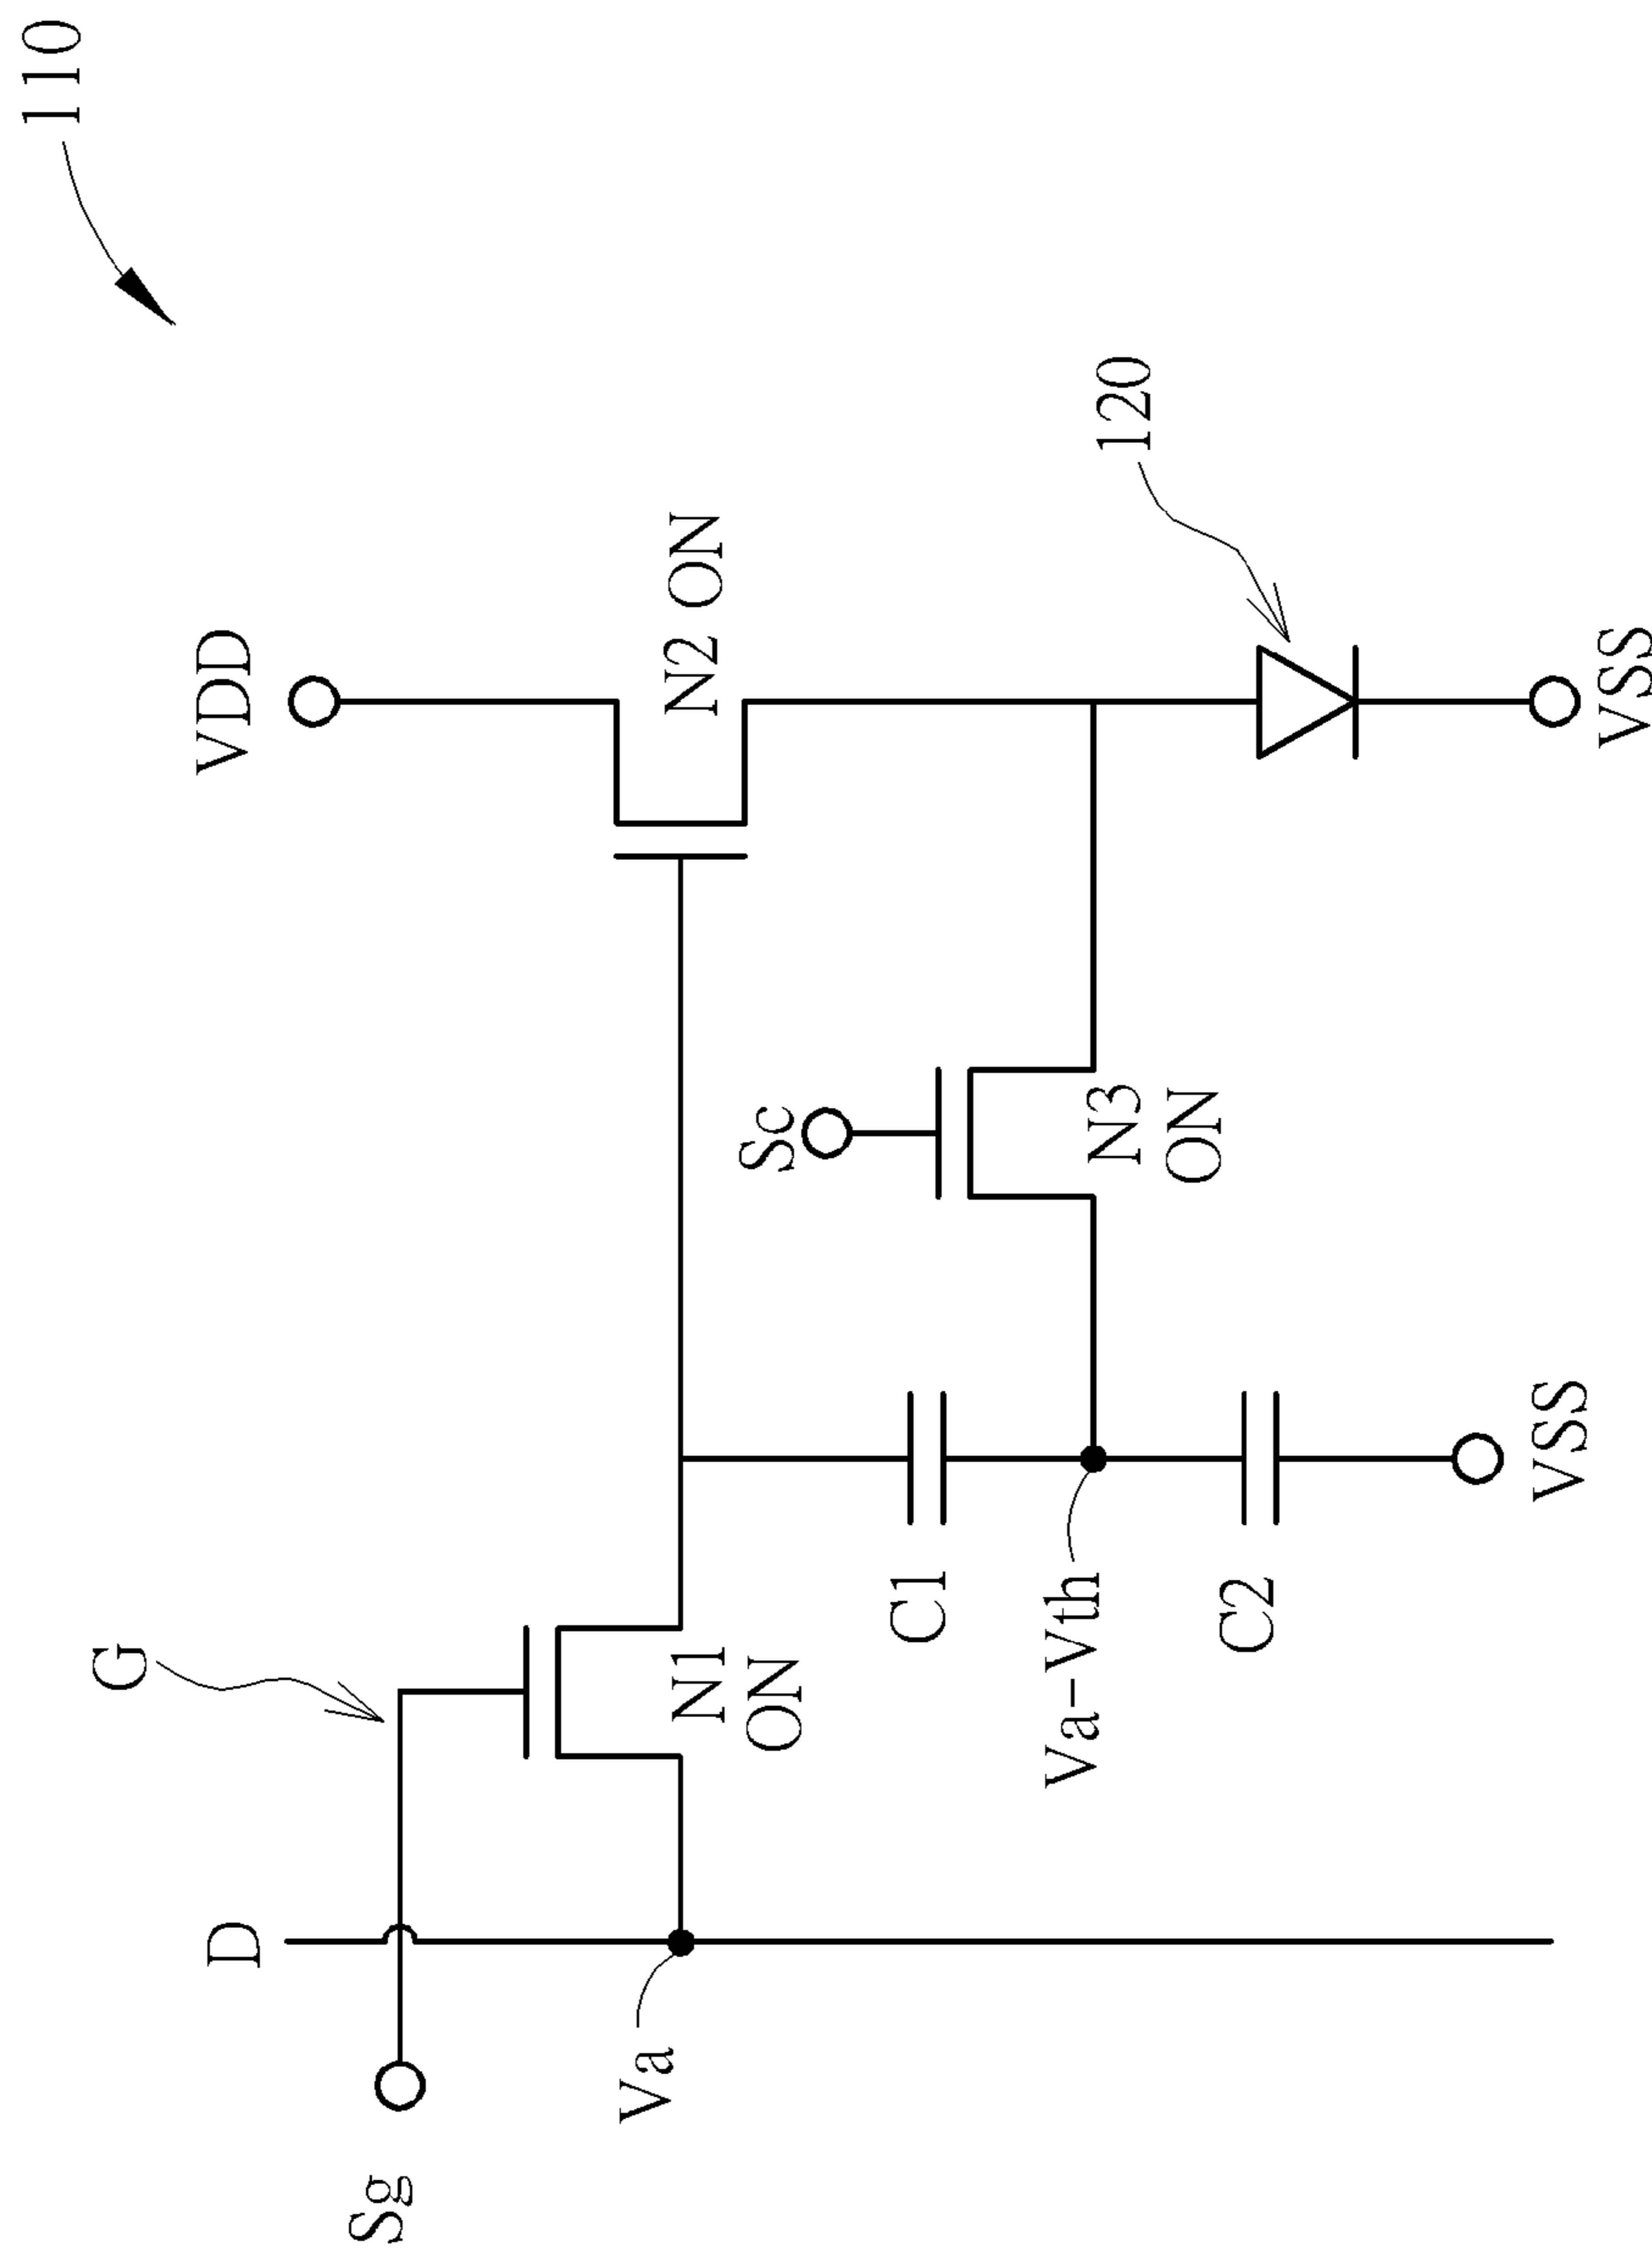 110
VDD
N2 ON
120
VSS
Sc
N3
ON
G
D
N1
ON
C1
Va-Vth
C2
VSS
Va
Sg